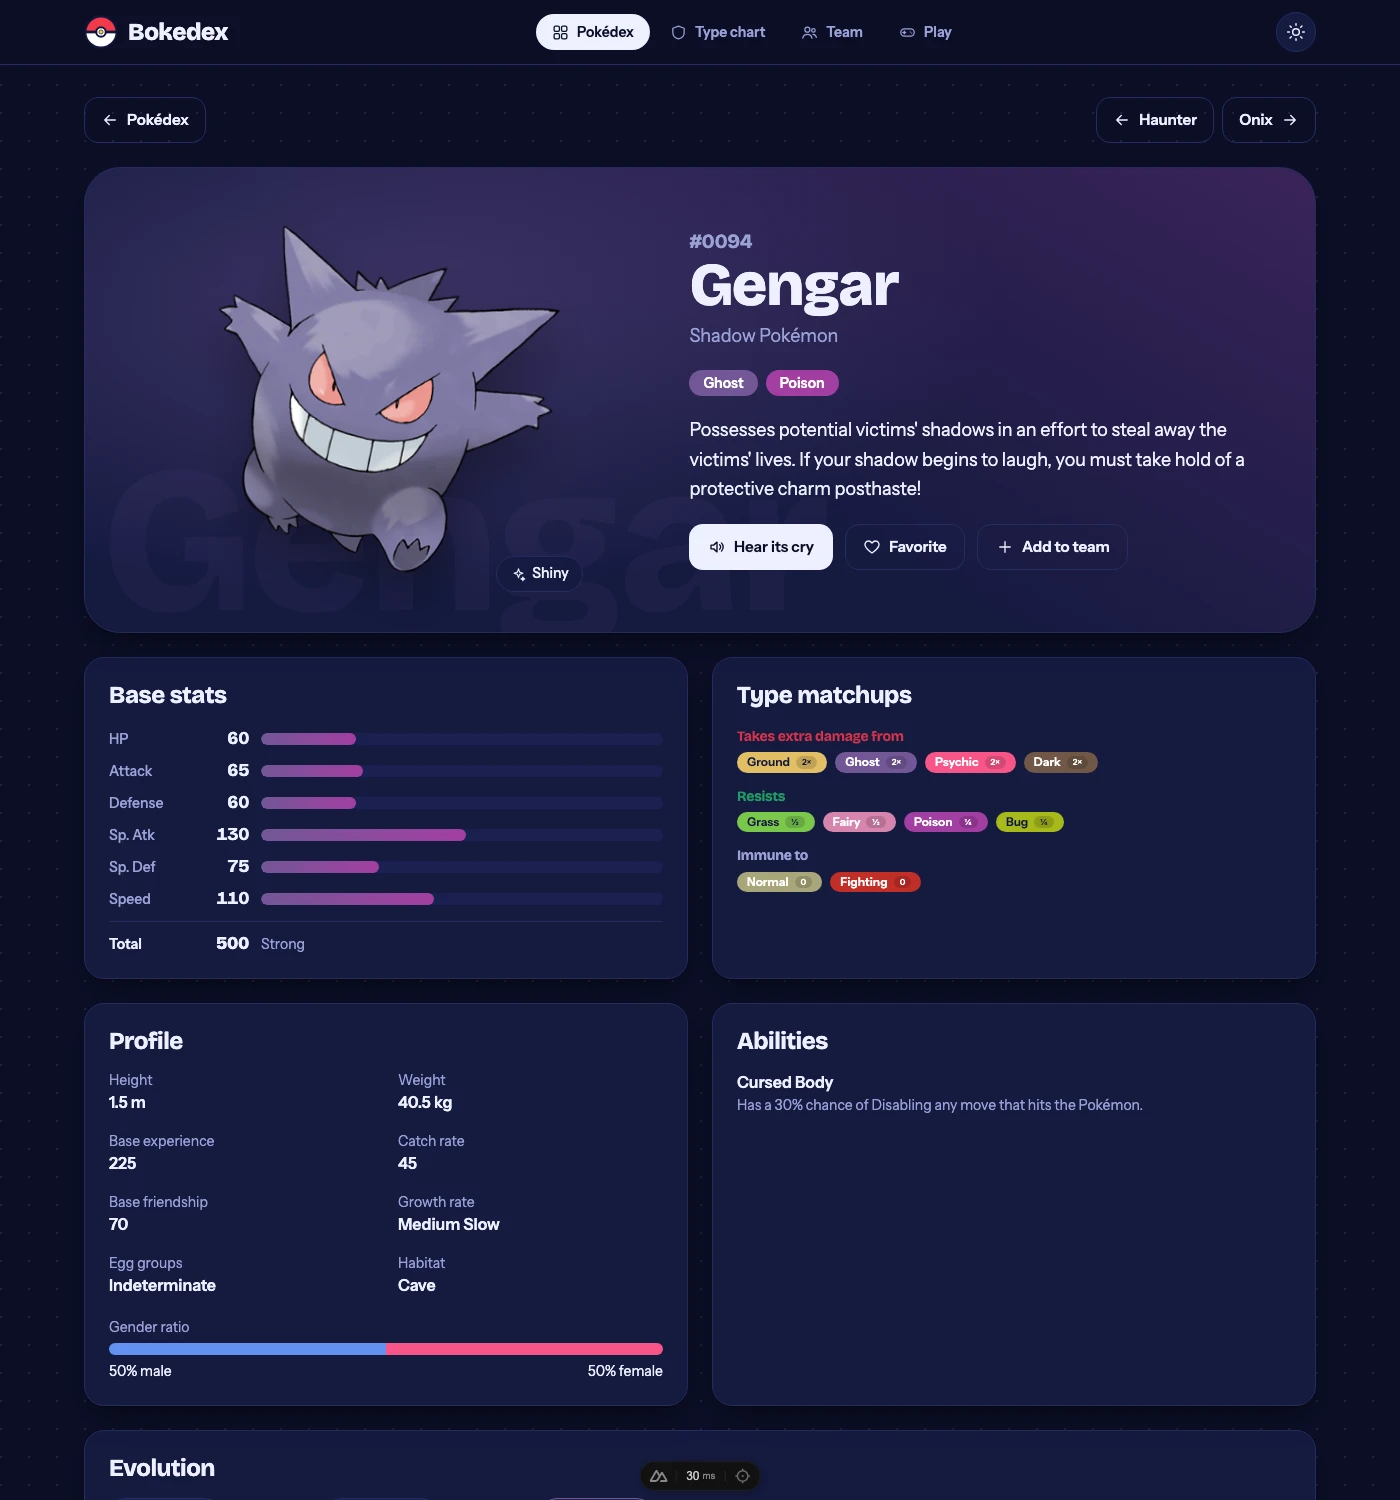 Bokedex
Pokédex
Type chart
Team
Play
Pokédex
Haunter
Onix
#0094
Gengar
Shadow Pokémon
Ghost
Poison
Possesses potential victims' shadows in an effort to steal away the
victims' lives. If your shadow begins to laugh, you must take hold of a
protective charm posthaste!
Hear its cry
Favorite
Add to team
Gengar
Shiny
Base stats
HP 60
Attack 65
Defense 60
Sp. Atk 130
Sp. Def 75
Speed 110
Total 500 Strong
Type matchups
Takes extra damage from
Ground 2× Ghost 2× Psychic 2× Dark 2×
Resists
Grass ½ Fairy ½ Poison ¼ Bug ¼
Immune to
Normal 0 Fighting 0
Profile
Height Weight
1.5 m 40.5 kg
Base experience Catch rate
225 45
Base friendship Growth rate
70 Medium Slow
Egg groups Habitat
Indeterminate Cave
Gender ratio
50% male 50% female
Abilities
Cursed Body
Has a 30% chance of Disabling any move that hits the Pokémon.
Evolution
30 ms